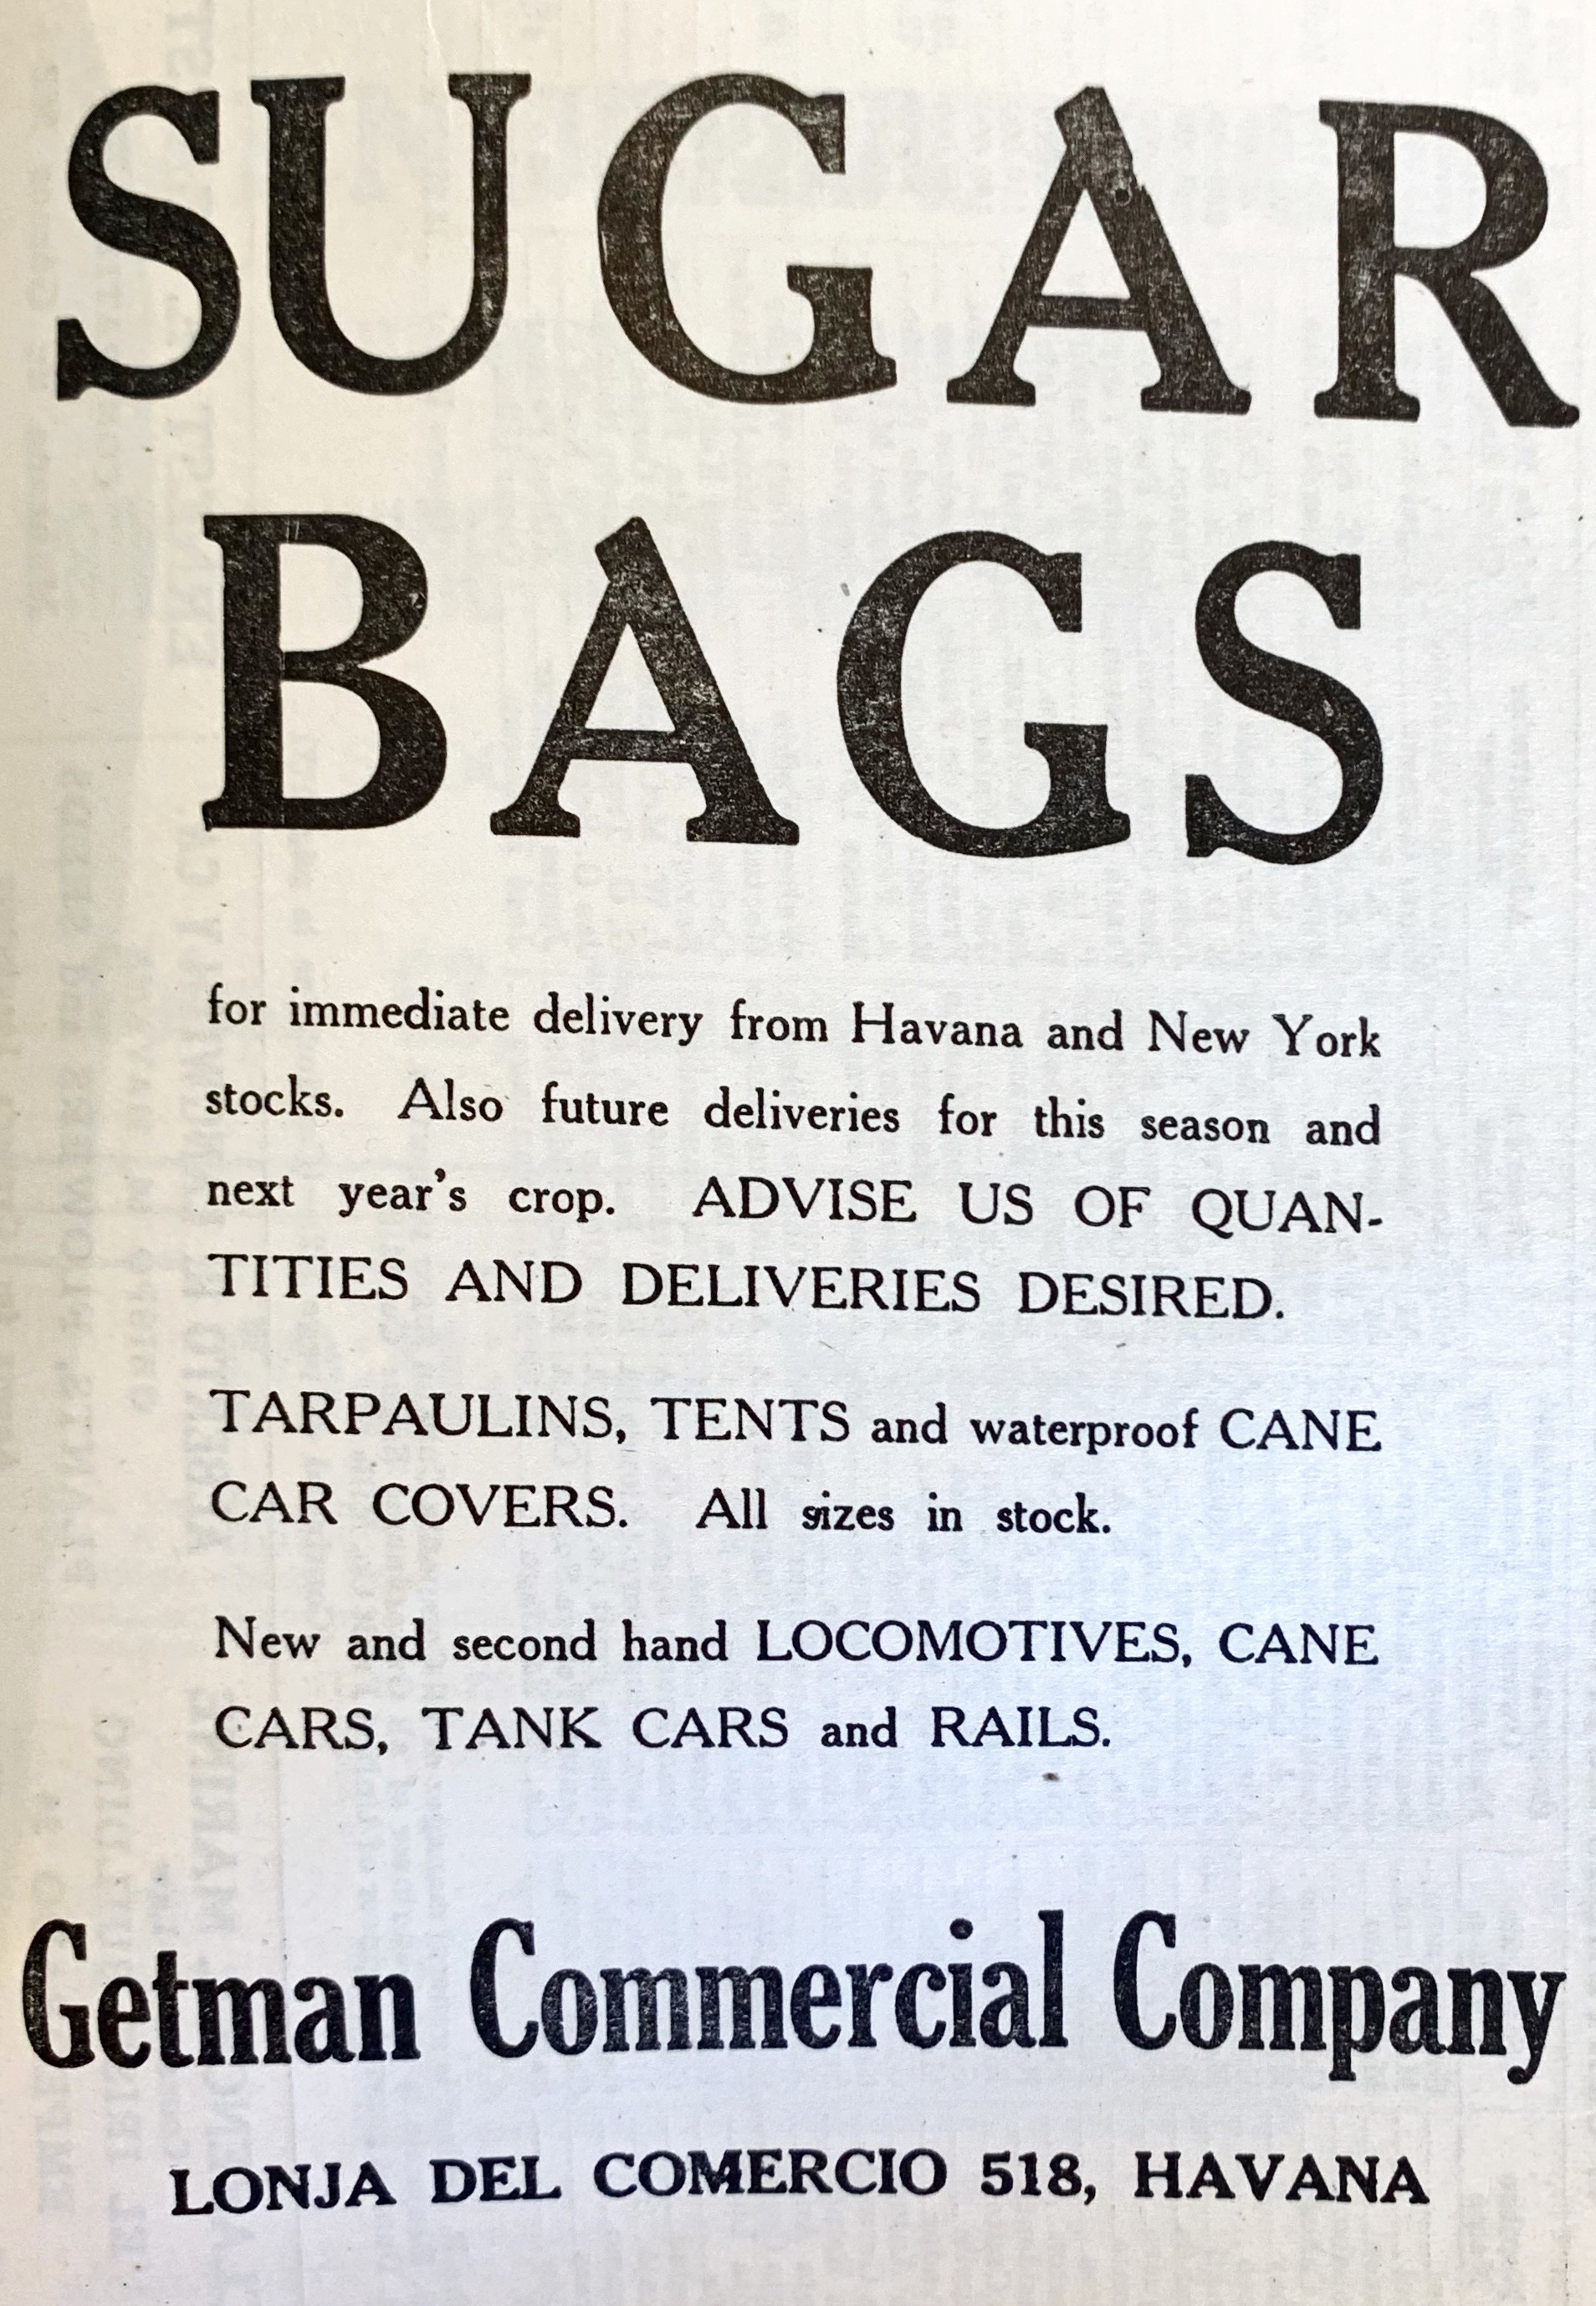 SUGAR
BAGS
for immediate delivery from Havana and New York
stocks. Also future deliveries for this season and
next year's crop. ADVISE US OF QUAN-
TITIES AND DELIVERIES DESIRED.
TARPAULINS, TENTS and waterproof CANE
CAR COVERS. All sizes in stock.
New and second hand LOCOMOTIVES, CANE
CARS, TANK CARS and RAILS.
Getman Commercial Company
LONJA DEL COMERCIO 518, HAVANA